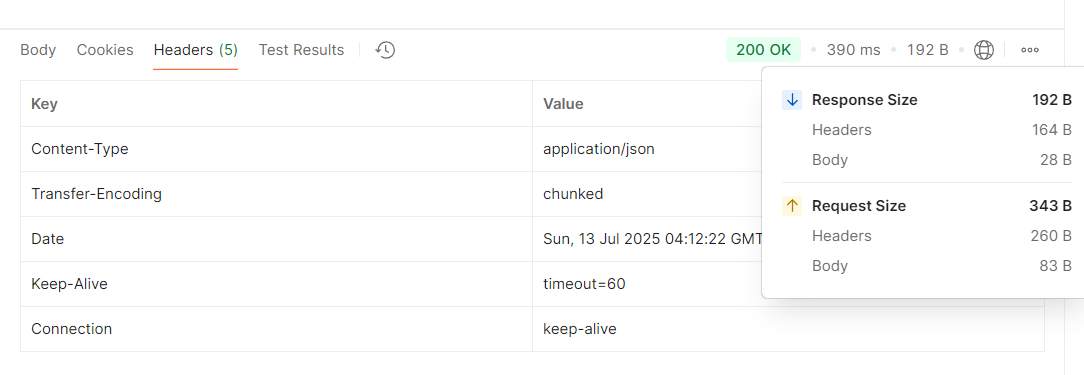 Body Cookies Headers (5) Test Results 200 OK • 390 ms • 192 B •
Key Value
Content-Type application/json
Transfer-Encoding chunked
Date Sun, 13 Jul 2025 04:12:22 GMT
Keep-Alive timeout=60
Connection keep-alive
Response Size 192 B
Headers 164 B
Body 28 B
Request Size 343 B
Headers 260 B
Body 83 B